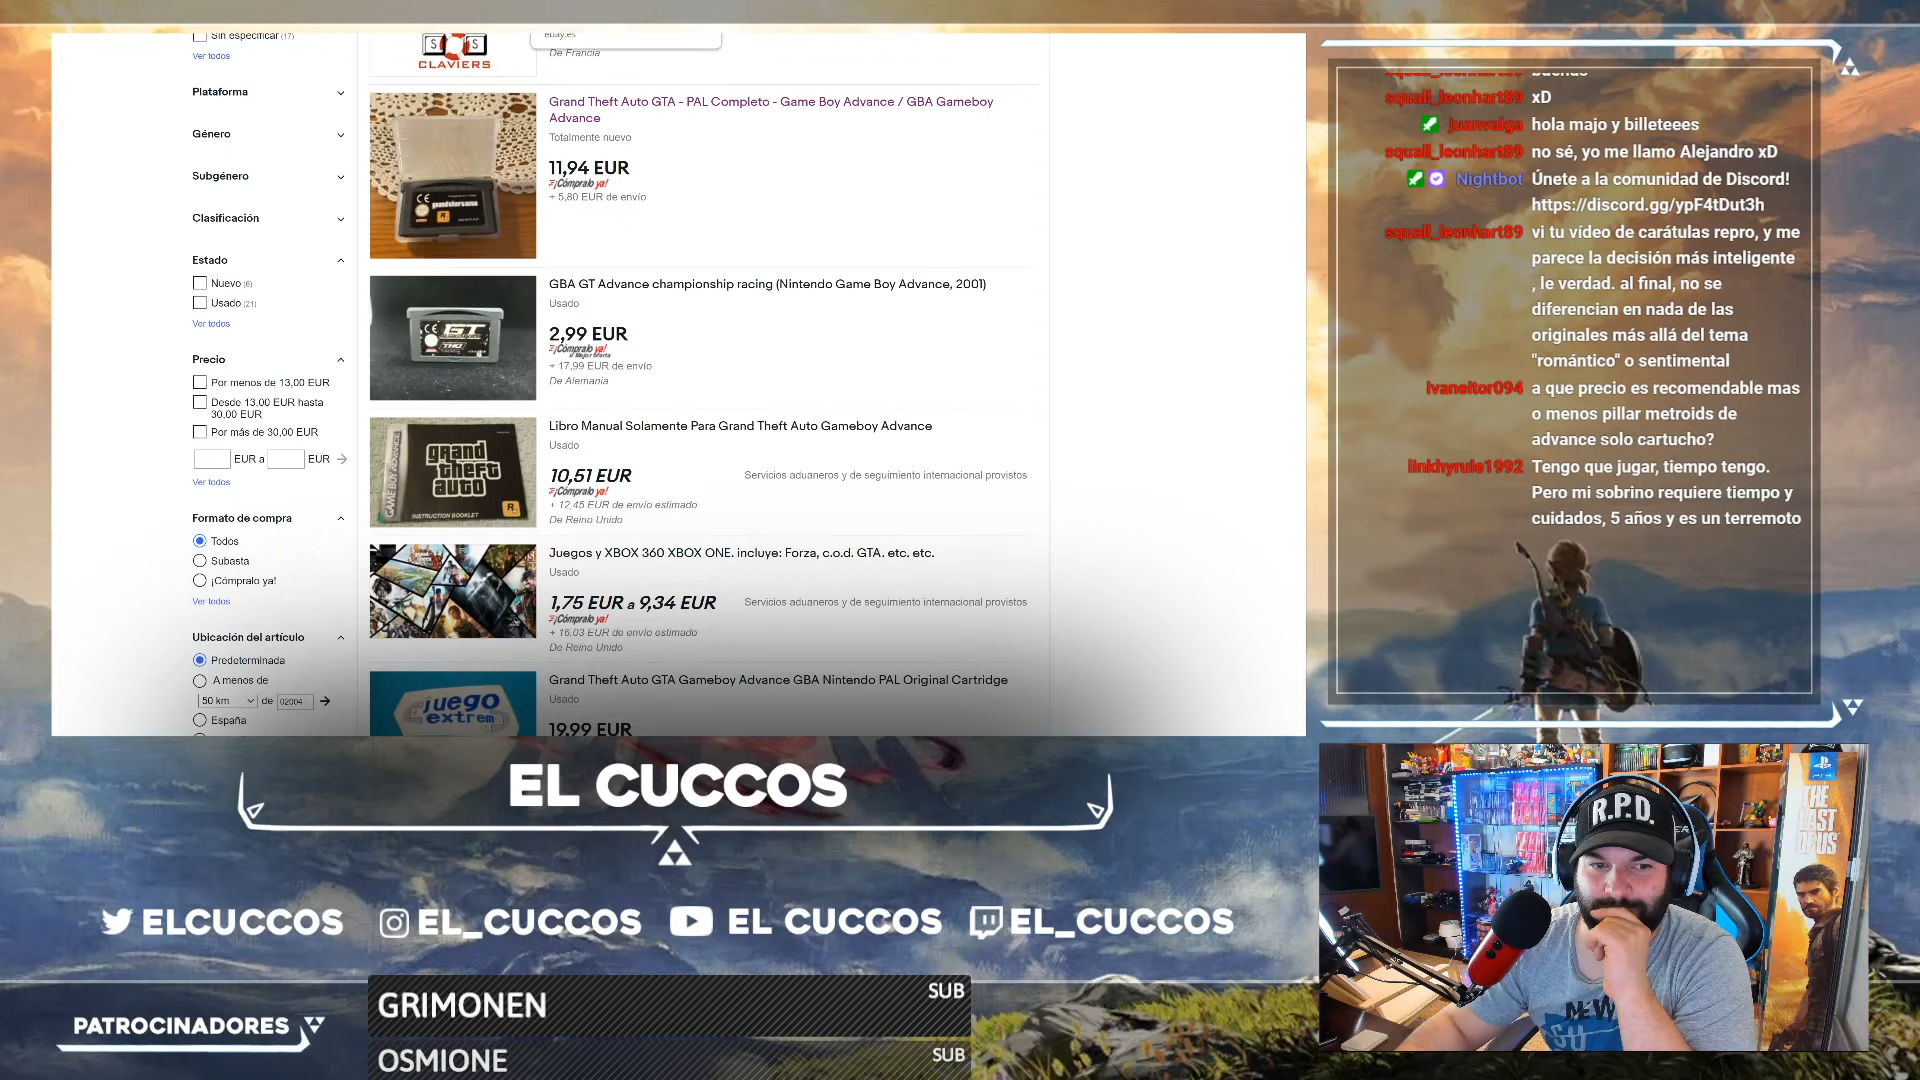 Sin especificar (17)
Ver todos
Plataforma
Género
Subgénero
Clasificación
Estado
Nuevo (6)
Usado (21)
Ver todos
Precio
Por menos de 13,00 EUR
Desde 13,00 EUR hasta
30,00 EUR
Por más de 30,00 EUR
EUR a EUR
Ver todos
Formato de compra
Todos
Subasta
¡Cómpralo ya!
Ver todos
Ubicación del artículo
Predeterminada
A menos de
50 km de 02004
España
S S
CLAVIERS
ebay.es
De Francia
Grand Theft Auto GTA - PAL Completo - Game Boy Advance / GBA Gameboy
Advance
Totalmente nuevo
11,94 EUR
¡Cómpralo ya!
+ 5,80 EUR de envío
GBA GT Advance championship racing (Nintendo Game Boy Advance, 2001)
Usado
2,99 EUR
¡Cómpralo ya!
o Mejor oferta
+ 17,99 EUR de envío
De Alemania
GT
THQ
Libro Manual Solamente Para Grand Theft Auto Gameboy Advance
Usado
10,51 EUR
Servicios aduaneros y de seguimiento internacional provistos
¡Cómpralo ya!
+ 12,45 EUR de envío estimado
De Reino Unido
GAME BOY ADVANCE
grand
theft
auto
INSTRUCTION BOOKLET
R
Juegos y XBOX 360 XBOX ONE. incluye: Forza, c.o.d. GTA. etc. etc.
Usado
1,75 EUR a 9,34 EUR
Servicios aduaneros y de seguimiento internacional provistos
¡Cómpralo ya!
+ 16,03 EUR de envío estimado
De Reino Unido
Grand Theft Auto GTA Gameboy Advance GBA Nintendo PAL Original Cartridge
Usado
19,99 EUR
juego
extrem
squall_leonhart89 buenas
squall_leonhart89 xD
juanvalga hola majo y billeteees
squall_leonhart89 no sé, yo me llamo Alejandro xD
Nightbot Únete a la comunidad de Discord!
https://discord.gg/ypF4tDut3h
squall_leonhart89 vi tu vídeo de carátulas repro, y me
parece la decisión más inteligente
, le verdad. al final, no se
diferencian en nada de las
originales más allá del tema
"romántico" o sentimental
ivaneitor094 a que precio es recomendable mas
o menos pillar metroids de
advance solo cartucho?
linkhyrule1992 Tengo que jugar, tiempo tengo.
Pero mi sobrino requiere tiempo y
cuidados, 5 años y es un terremoto
EL CUCCOS
ELCUCCOS
EL_CUCCOS
EL CUCCOS
EL_CUCCOS
PATROCINADORES
GRIMONEN SUB
OSMIONE SUB
R.P.D.
THE
LAST
OF US
NEW